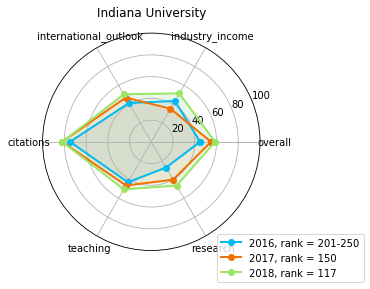 Indiana University
international_outlook
industry_income
100
80
60
40
20
citations
overall
teaching
research
2016, rank = 201-250
2017, rank = 150
2018, rank = 117